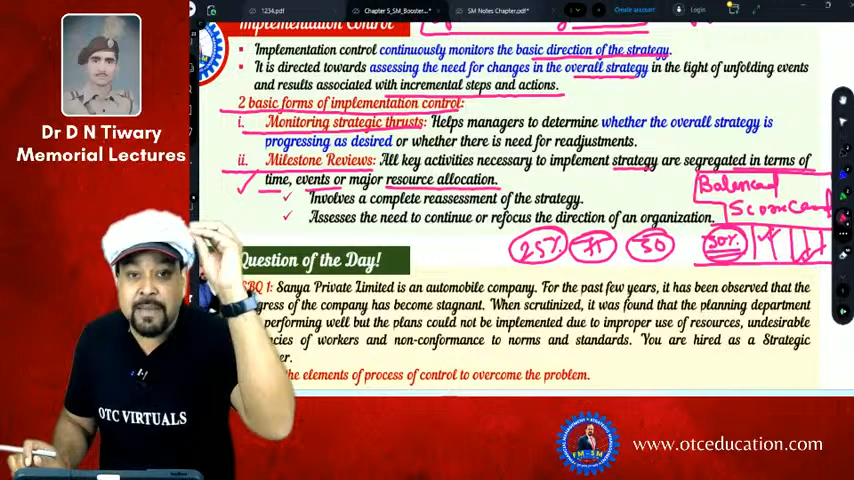 1234.pdf
Chapter 5_SM_Booster...*
SM Notes Chapter.pdf*
Create account
Login
Implementation Control
Implementation control continuously monitors the basic direction of the strategy.
It is directed towards assessing the need for changes in the overall strategy in the light of unfolding events
and results associated with incremental steps and actions.
2 basic forms of implementation control:
i. Monitoring strategic thrusts: Helps managers to determine whether the overall strategy is
progressing as desired or whether there is need for readjustments.
ii. Milestone Reviews: All key activities necessary to implement strategy are segregated in terms of
time, events or major resource allocation.
✓ Involves a complete reassessment of the strategy.
✓ Assesses the need to continue or refocus the direction of an organization.
Balanced
Scorecard
25% 50 50%
Dr D N Tiwary
Memorial Lectures
Question of the Day!
SBQ 1: Sanya Private Limited is an automobile company. For the past few years, it has been observed that the
gress of the company has become stagnant. When scrutinized, it was found that the planning department
performing well but the plans could not be implemented due to improper use of resources, undesirable
cies of workers and non-conformance to norms and standards. You are hired as a Strategic
er.
the elements of process of control to overcome the problem.
OTC VIRTUALS
FM-SM
www.otceducation.com